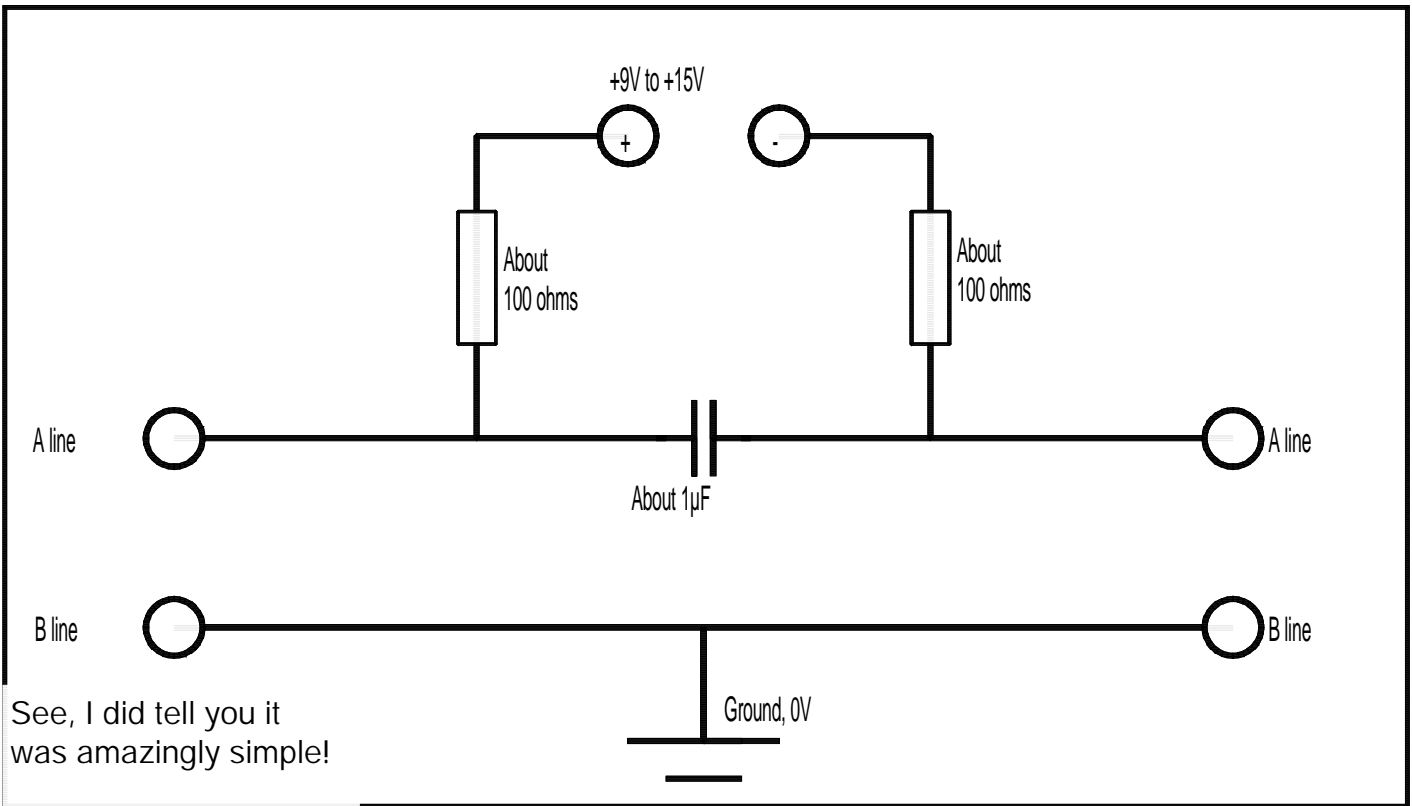 +9V to +15V
+
-
About
100 ohms
About
100 ohms
A line
A line
About 1µF
B line
B line
Ground, 0V
See, I did tell you it
was amazingly simple!